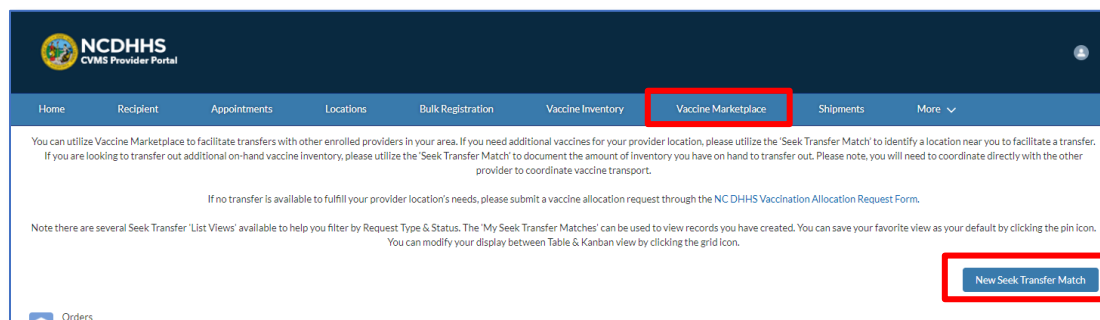 NCDHHS
CVMS Provider Portal
Home Recipient Appointments Locations Bulk Registration Vaccine Inventory Vaccine Marketplace Shipments More
You can utilize Vaccine Marketplace to facilitate transfers with other enrolled providers in your area. If you need additional vaccines for your provider location, please utilize the 'Seek Transfer Match' to identify a location near you to facilitate a transfer.
If you are looking to transfer out additional on-hand vaccine inventory, please utilize the 'Seek Transfer Match' to document the amount of inventory you have on hand to transfer out. Please note, you will need to coordinate directly with the other
provider to coordinate vaccine transport.
If no transfer is available to fulfill your provider location's needs, please submit a vaccine allocation request through the NC DHHS Vaccination Allocation Request Form.
Note there are several Seek Transfer 'List Views' available to help you filter by Request Type & Status. The 'My Seek Transfer Matches' can be used to view records you have created. You can save your favorite view as your default by clicking the pin icon.
You can modify your display between Table & Kanban view by clicking the grid icon.
New Seek Transfer Match
Orders